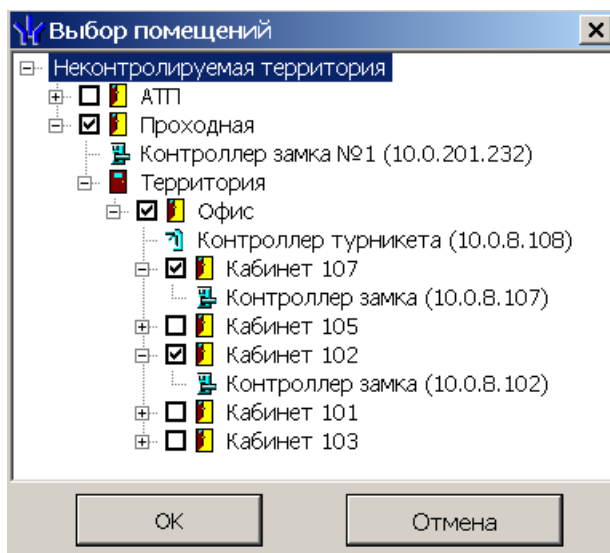 Выбор помещений
Неконтролируемая территория
АТП
Проходная
Контроллер замка №1 (10.0.201.232)
Территория
Офис
Контроллер турникета (10.0.8.108)
Кабинет 107
Контроллер замка (10.0.8.107)
Кабинет 105
Кабинет 102
Контроллер замка (10.0.8.102)
Кабинет 101
Кабинет 103
ОК Отмена